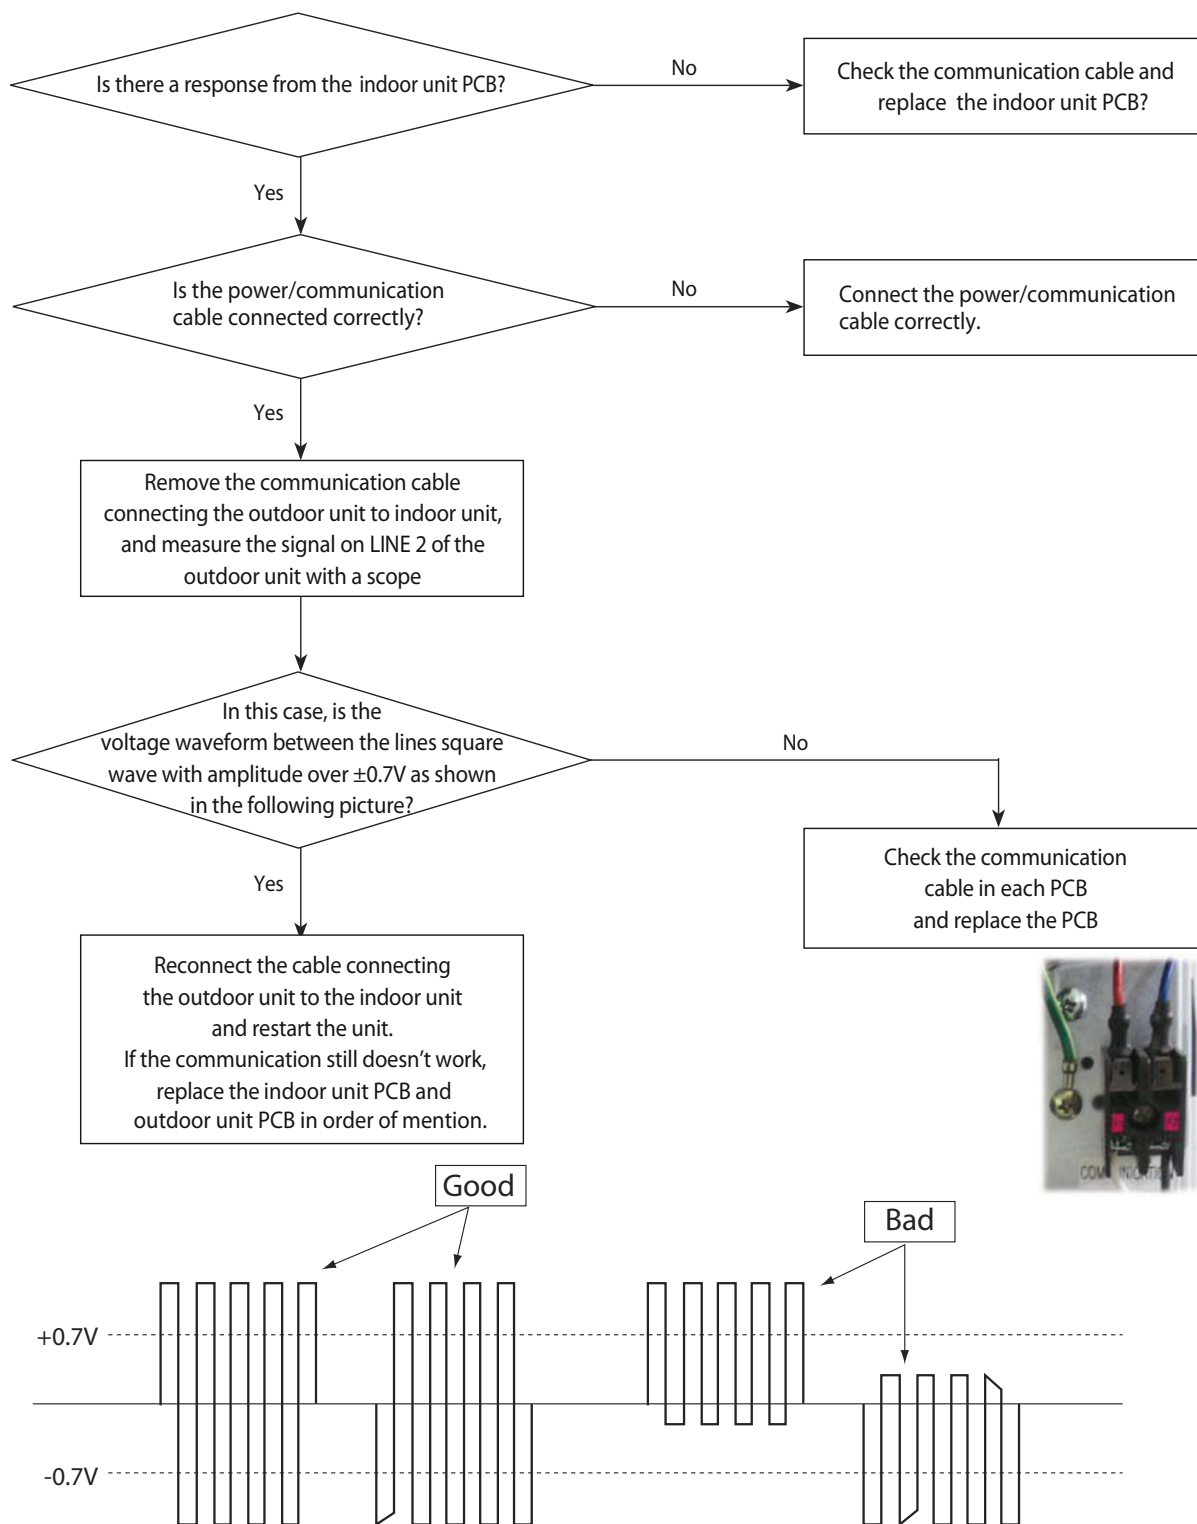 Is there a response from the indoor unit PCB?
No
Check the communication cable and
replace the indoor unit PCB?
Yes
Is the power/communication
cable connected correctly?
No
Connect the power/communication
cable correctly.
Yes
Remove the communication cable
connecting the outdoor unit to indoor unit,
and measure the signal on LINE 2 of the
outdoor unit with a scope
In this case, is the
voltage waveform between the lines square
wave with amplitude over ±0.7V as shown
in the following picture?
No
Check the communication
cable in each PCB
and replace the PCB
Yes
Reconnect the cable connecting
the outdoor unit to the indoor unit
and restart the unit.
If the communication still doesn't work,
replace the indoor unit PCB and
outdoor unit PCB in order of mention.
Good
Bad
+0.7V
-0.7V